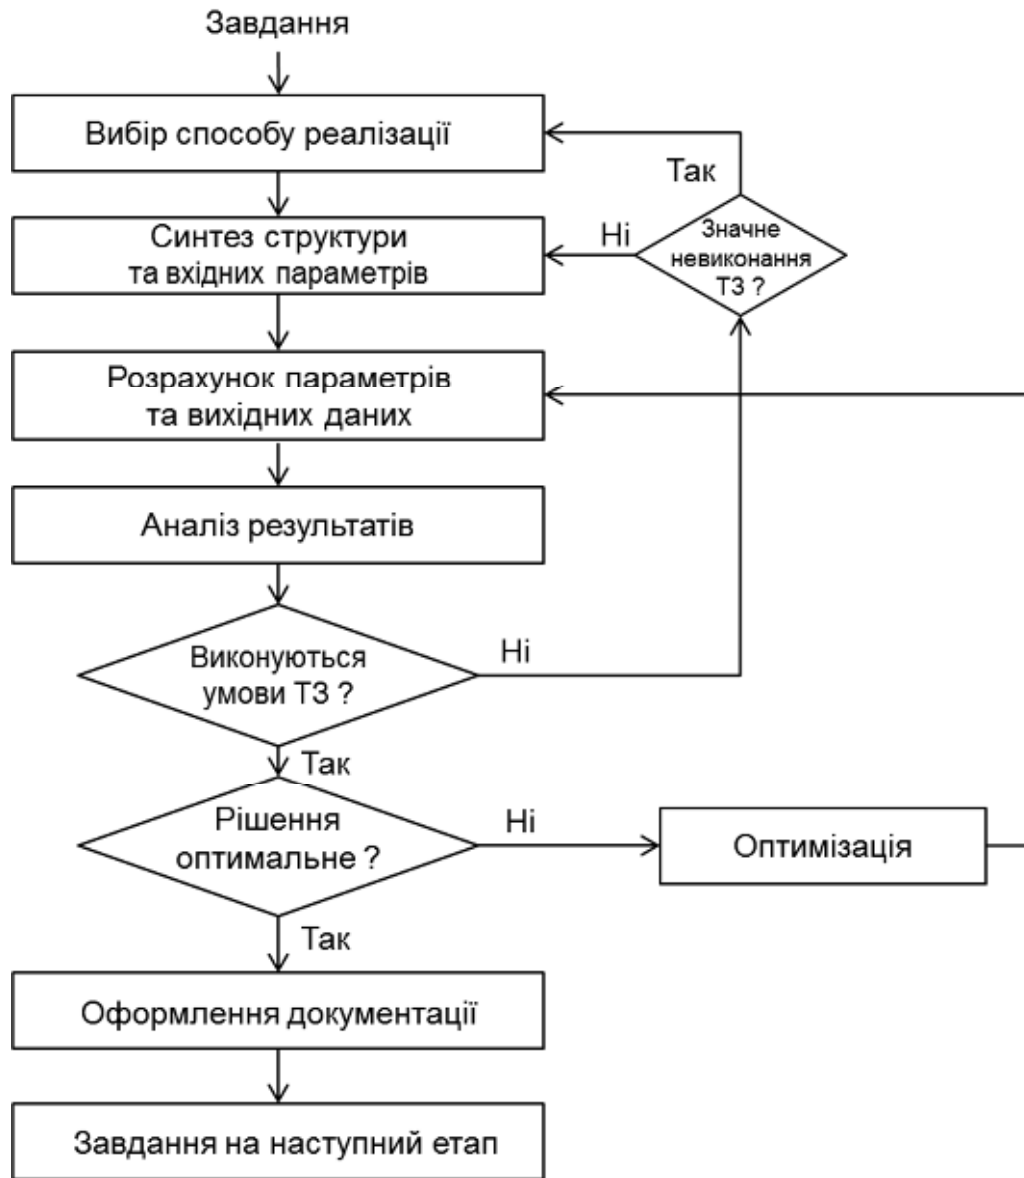 Завдання
Вибір способу реалізації
Так
Синтез структури
та вхідних параметрів
Ні
Значне
невиконання
ТЗ ?
Розрахунок параметрів
та вихідних даних
Аналіз результатів
Виконуються
умови ТЗ ?
Ні
Так
Рішення
оптимальне ?
Ні
Оптимізація
Так
Оформлення документації
Завдання на наступний етап